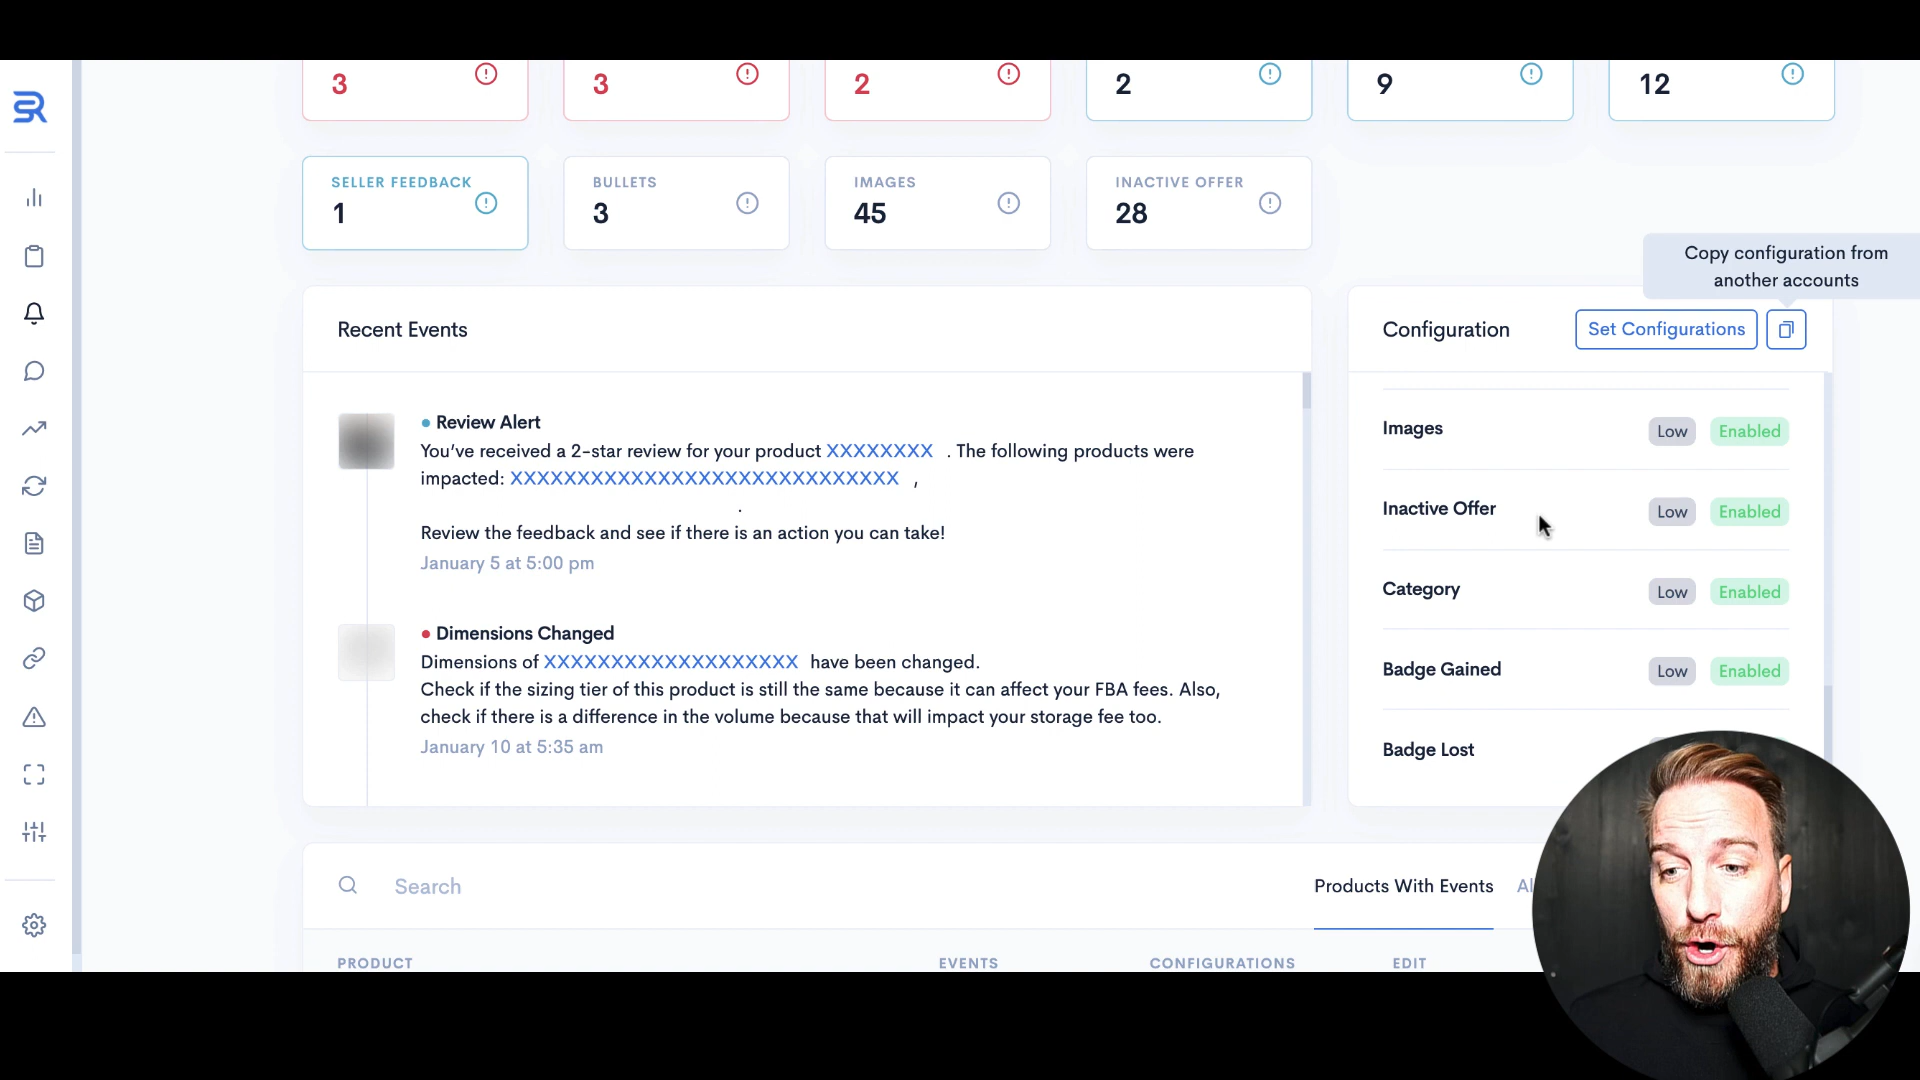 3
3
2
2
9
12
SELLER FEEDBACK
1
BULLETS
3
IMAGES
45
INACTIVE OFFER
28
Copy configuration from
another accounts
Recent Events
Configuration
Set Configurations
Review Alert
You've received a 2-star review for your product XXXXXXXX . The following products were
impacted: XXXXXXXXXXXXXXXXXXXXXXXXXXXXX ,
.
Review the feedback and see if there is an action you can take!
January 5 at 5:00 pm
Dimensions Changed
Dimensions of XXXXXXXXXXXXXXXXXXX have been changed.
Check if the sizing tier of this product is still the same because it can affect your FBA fees. Also,
check if there is a difference in the volume because that will impact your storage fee too.
January 10 at 5:35 am
Images Low Enabled
Inactive Offer Low Enabled
Category Low Enabled
Badge Gained Low Enabled
Badge Lost
Search
Products With Events
PRODUCT EVENTS CONFIGURATIONS EDIT